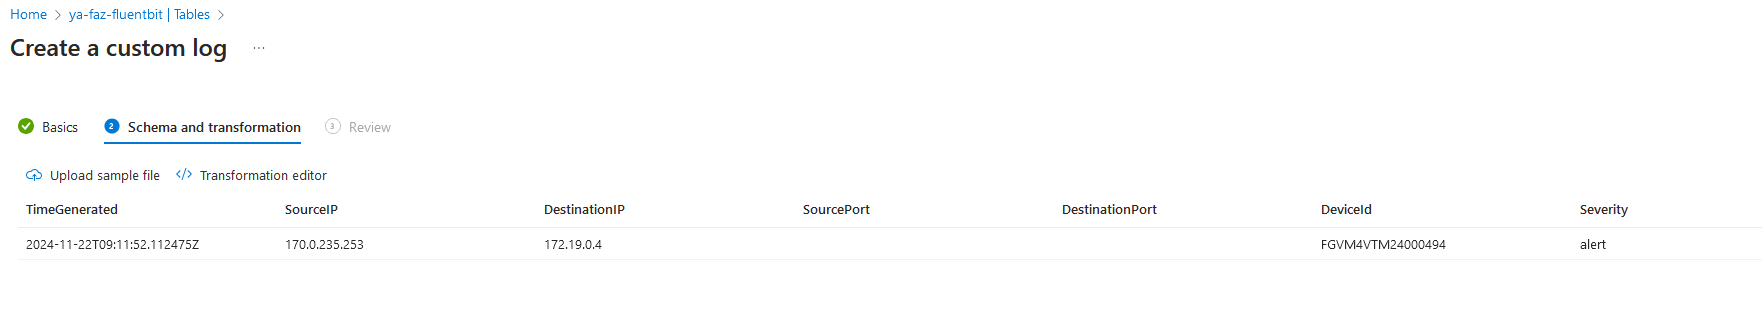 Home > ya-faz-fluentbit | Tables >
Create a custom log ...
Basics 2 Schema and transformation 3 Review
Upload sample file </> Transformation editor
TimeGenerated SourceIP DestinationIP SourcePort DestinationPort DeviceId Severity
2024-11-22T09:11:52.112475Z 170.0.235.253 172.19.0.4 FGVM4VTM24000494 alert